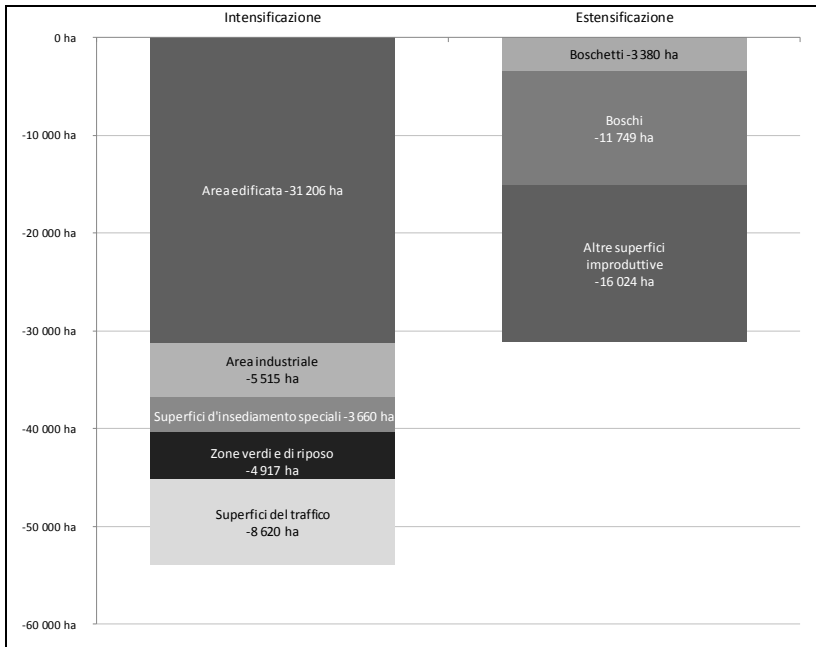 Intensificazione
Estensificazione
0 ha
-10 000 ha
-20 000 ha
-30 000 ha
-40 000 ha
-50 000 ha
-60 000 ha
Area edificata -31 206 ha
Area industriale
-5 515 ha
Superfici d'insediamento speciali -3 660 ha
Zone verdi e di riposo
-4 917 ha
Superfici del traffico
-8 620 ha
Boschetti -3 380 ha
Boschi
-11 749 ha
Altre superfici
improduttive
-16 024 ha